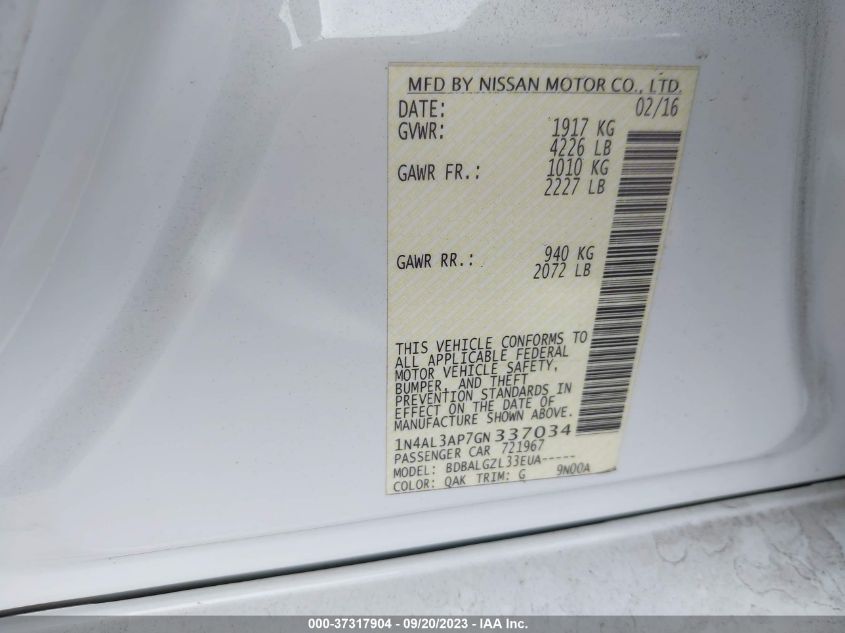 MFD BY NISSAN MOTOR CO., LTD.
DATE: 02/16
GVWR: 1917 KG
4226 LB
GAWR FR.: 1010 KG
2227 LB
GAWR RR.: 940 KG
2072 LB
THIS VEHICLE CONFORMS TO
ALL APPLICABLE FEDERAL
MOTOR VEHICLE SAFETY,
BUMPER, AND THEFT
PREVENTION STANDARDS IN
EFFECT ON THE DATE OF
MANUFACTURE SHOWN ABOVE.
1N4AL3AP7GN337034
PASSENGER CAR 721967
MODEL: BDBALGZL33EUA-----
COLOR: QAK TRIM: G 9N00A
000-37317904 - 09/20/2023 - IAA Inc.